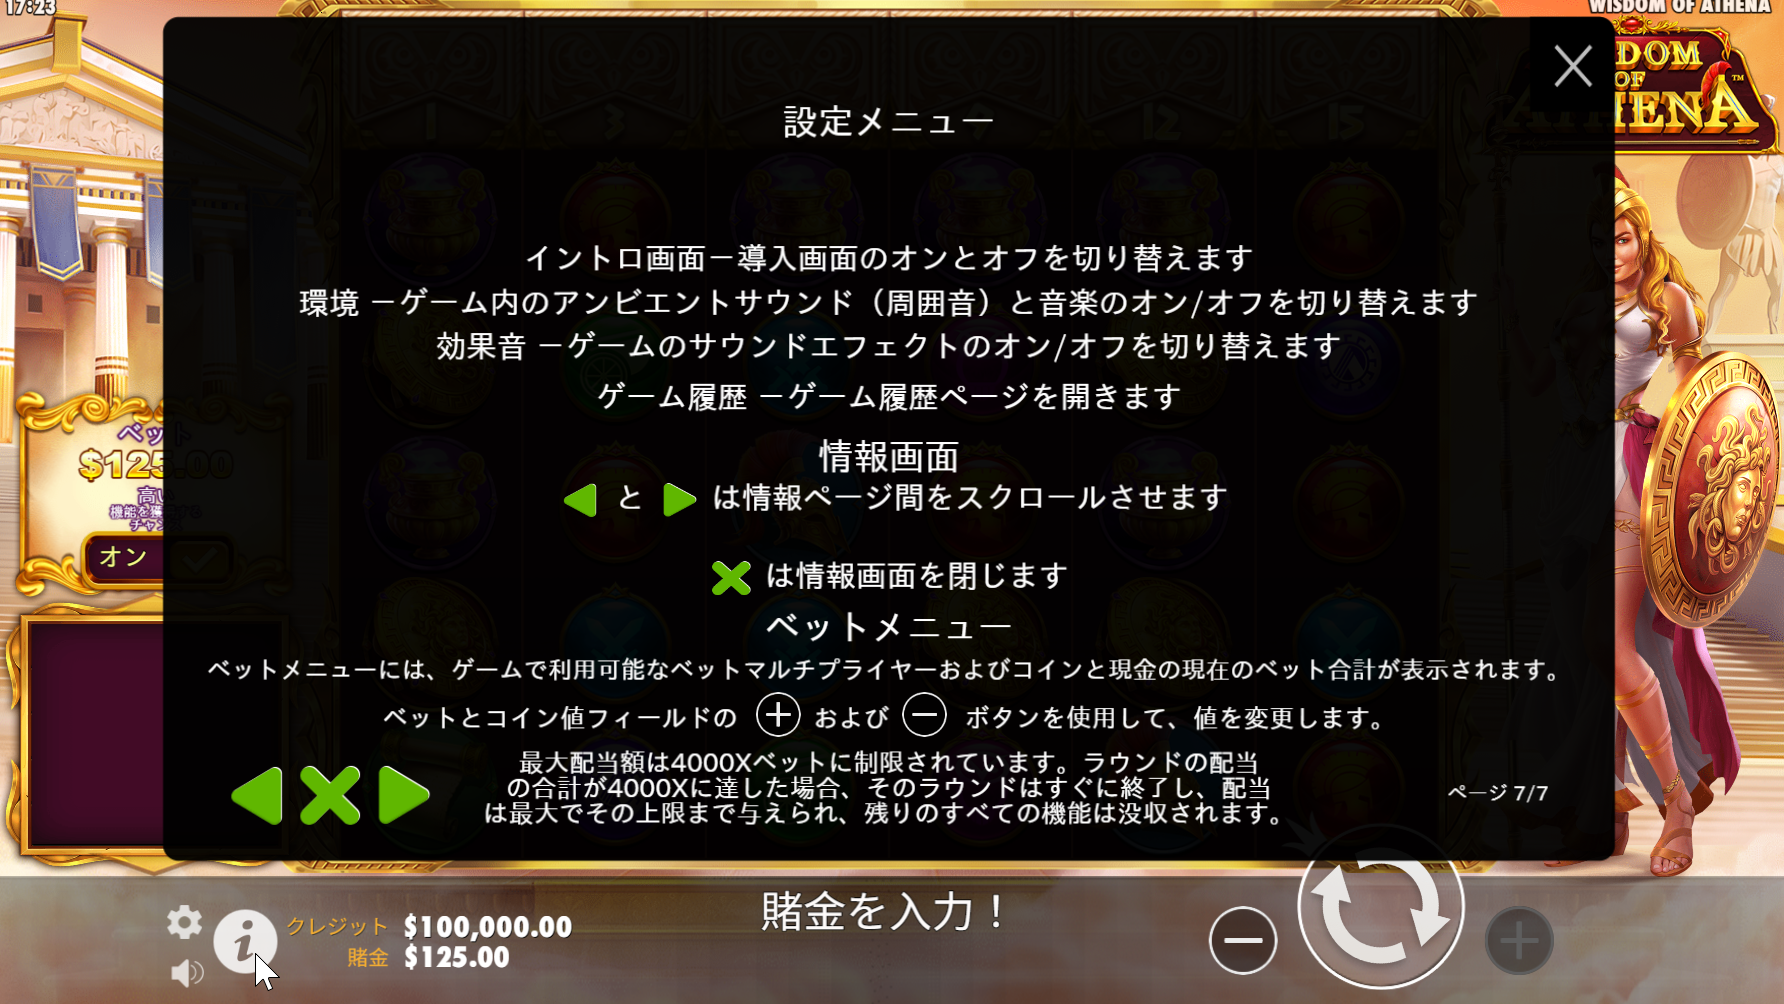 17:23
WISDOM OF ATHENA
設定メニュー
イントロ画面－導入画面のオンとオフを切り替えます
環境 －ゲーム内のアンビエントサウンド（周囲音）と音楽のオン/オフを切り替えます
効果音 －ゲームのサウンドエフェクトのオン/オフを切り替えます
ゲーム履歴 －ゲーム履歴ページを開きます
情報画面
と は情報ページ間をスクロールさせます
は情報画面を閉じます
ベットメニュー
ベットメニューには、ゲームで利用可能なベットマルチプライヤーおよびコインと現金の現在のベット合計が表示されます。
ベットとコイン値フィールドの および ボタンを使用して、値を変更します。
最大配当額は4000Xベットに制限されています。ラウンドの配当
の合計が4000Xに達した場合、そのラウンドはすぐに終了し、配当
は最大でその上限まで与えられ、残りのすべての機能は没収されます。
ページ 7/7
ベット
$125.00
高い
機能を獲得する
チャンス
オン
クレジット $100,000.00
賭金 $125.00
賭金を入力！